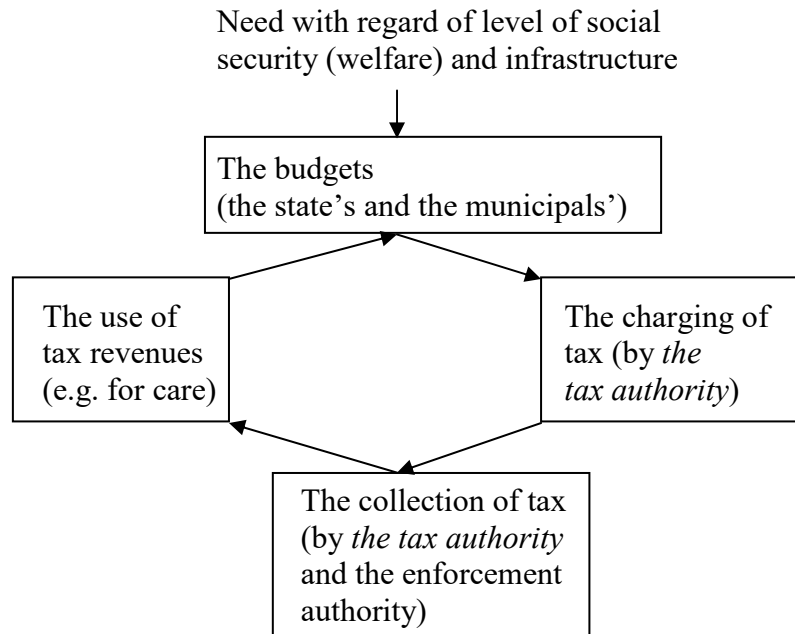 Need with regard of level of social
security (welfare) and infrastructure
The budgets
(the state’s and the municipals’)
The use of
tax revenues
(e.g. for care)
The charging of
tax (by the
tax authority)
The collection of tax
(by the tax authority
and the enforcement
authority)